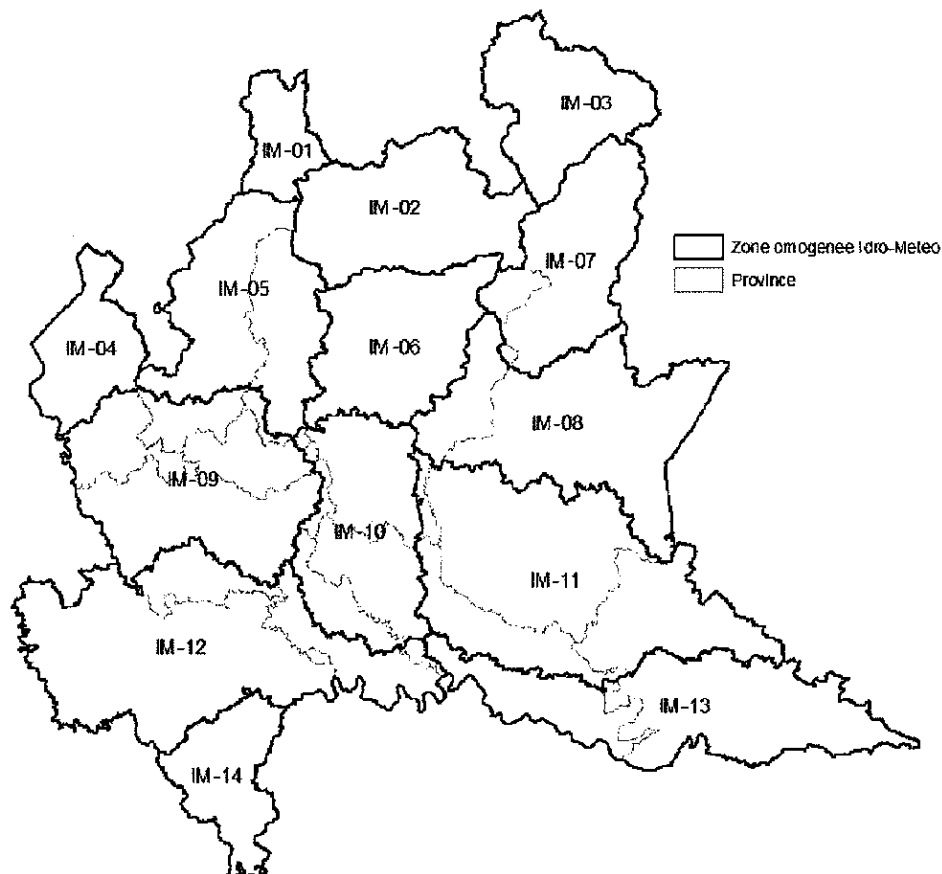 IM-03
IM-01
IM-02
Zone omogenee Idro-Meteo
IM-07
Province
IM-05
IM-04
IM-06
IM-08
IM-09
IM-10
IM-11
IM-12
IM-13
IM-14